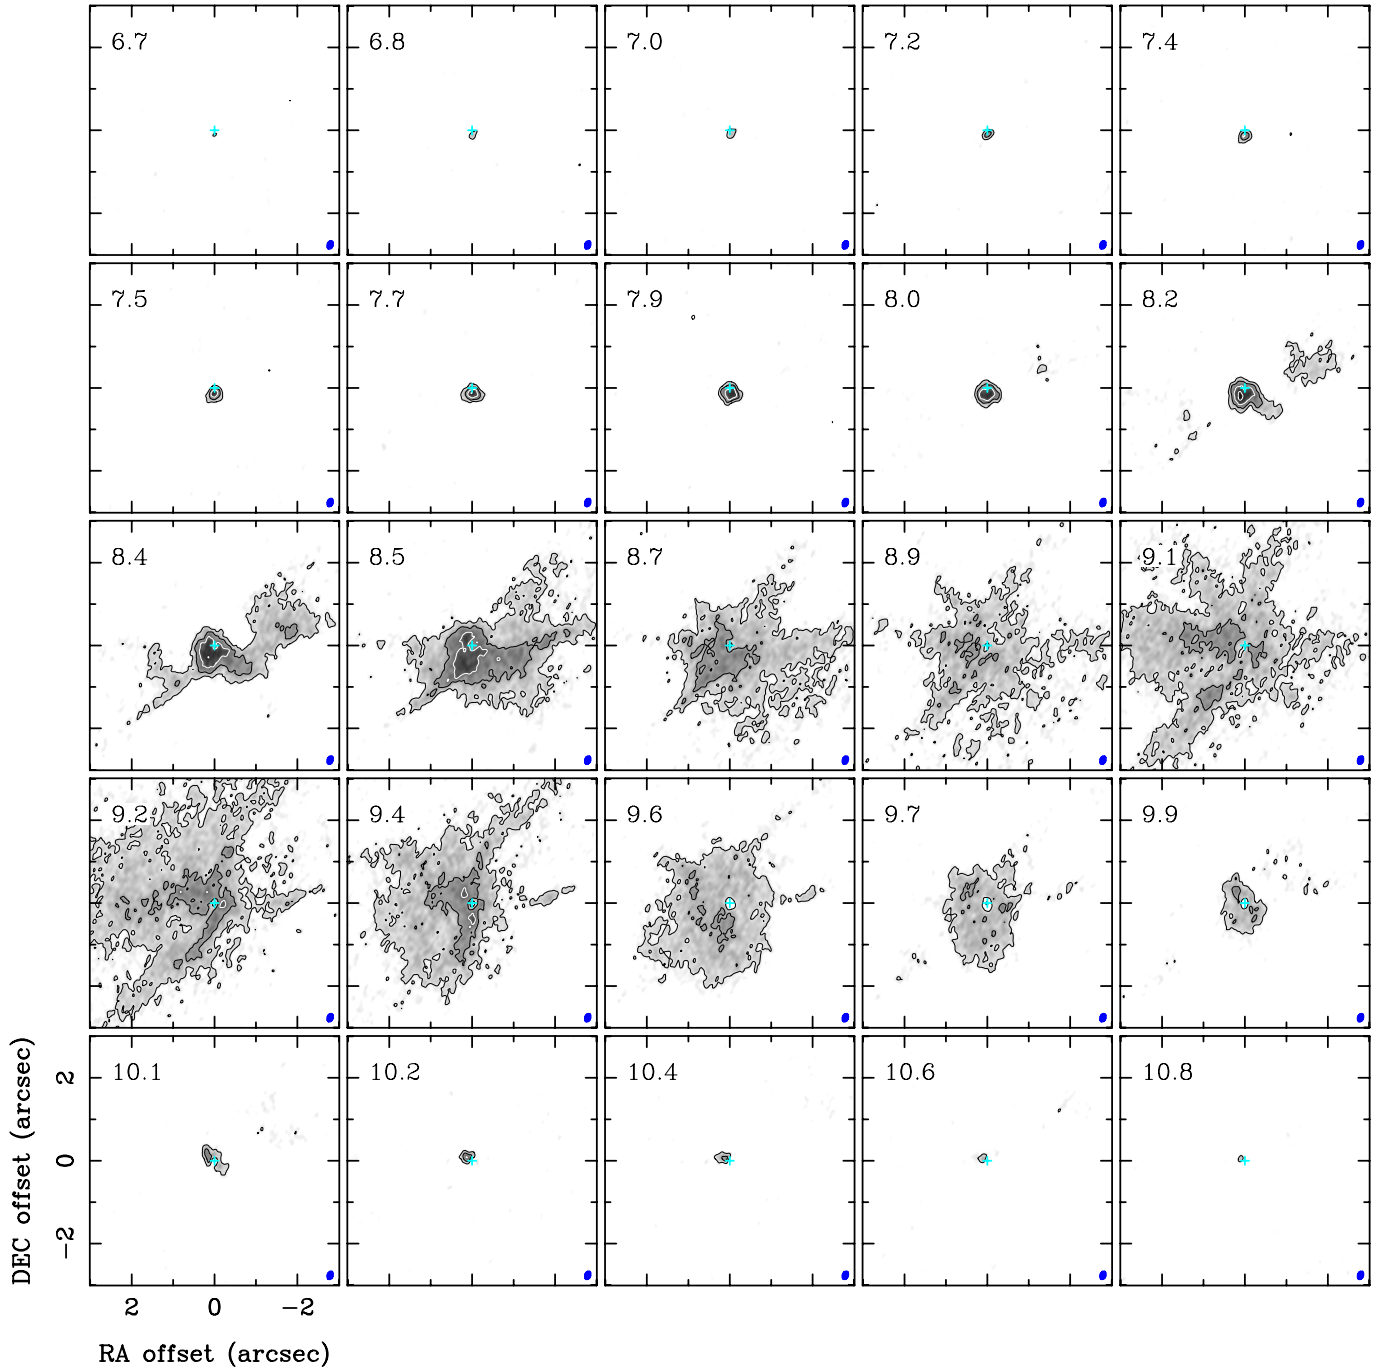 6.7 6.8 7.0 7.2 7.4
7.5 7.7 7.9 8.0 8.2
8.4 8.5 8.7 8.9 9.1
9.2 9.4 9.6 9.7 9.9
10.1 10.2 10.4 10.6 10.8
DEC offset (arcsec)
2
0
−2
2 0 −2
RA offset (arcsec)